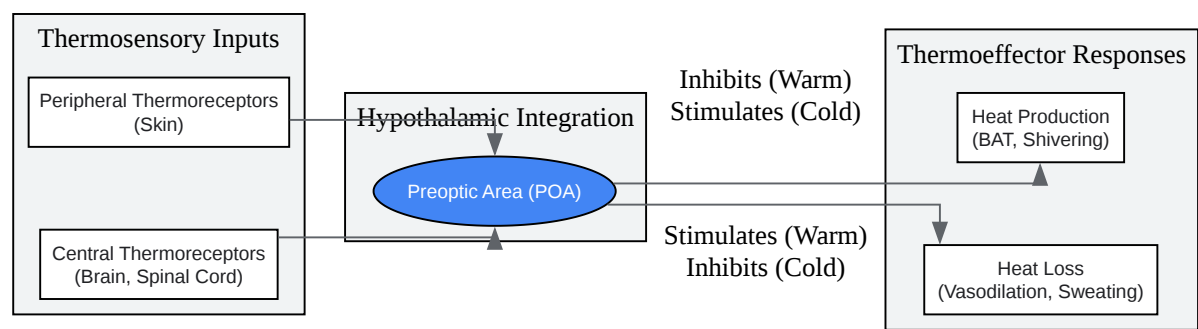 Thermosensory Inputs
Peripheral Thermoreceptors
(Skin)
Central Thermoreceptors
(Brain, Spinal Cord)
Hypothalamic Integration
Preoptic Area (POA)
Inhibits (Warm)
Stimulates (Cold)
Stimulates (Warm)
Inhibits (Cold)
Thermoeffector Responses
Heat Production
(BAT, Shivering)
Heat Loss
(Vasodilation, Sweating)